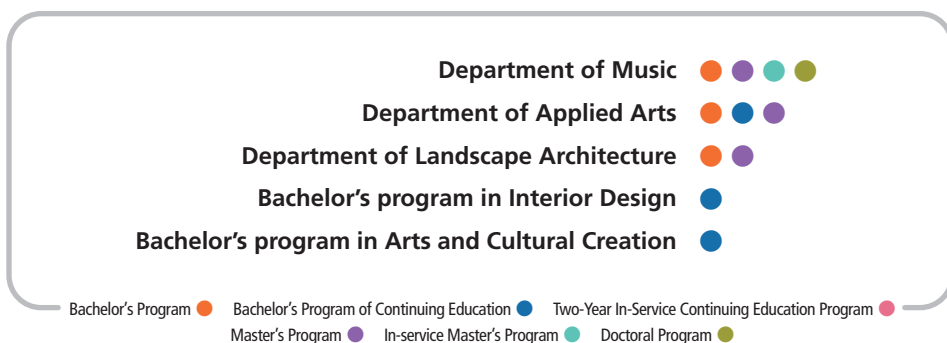 Department of Music
Department of Applied Arts
Department of Landscape Architecture
Bachelor's program in Interior Design
Bachelor's program in Arts and Cultural Creation
Bachelor's Program Bachelor's Program of Continuing Education Two-Year In-Service Continuing Education Program
Master's Program In-service Master's Program Doctoral Program